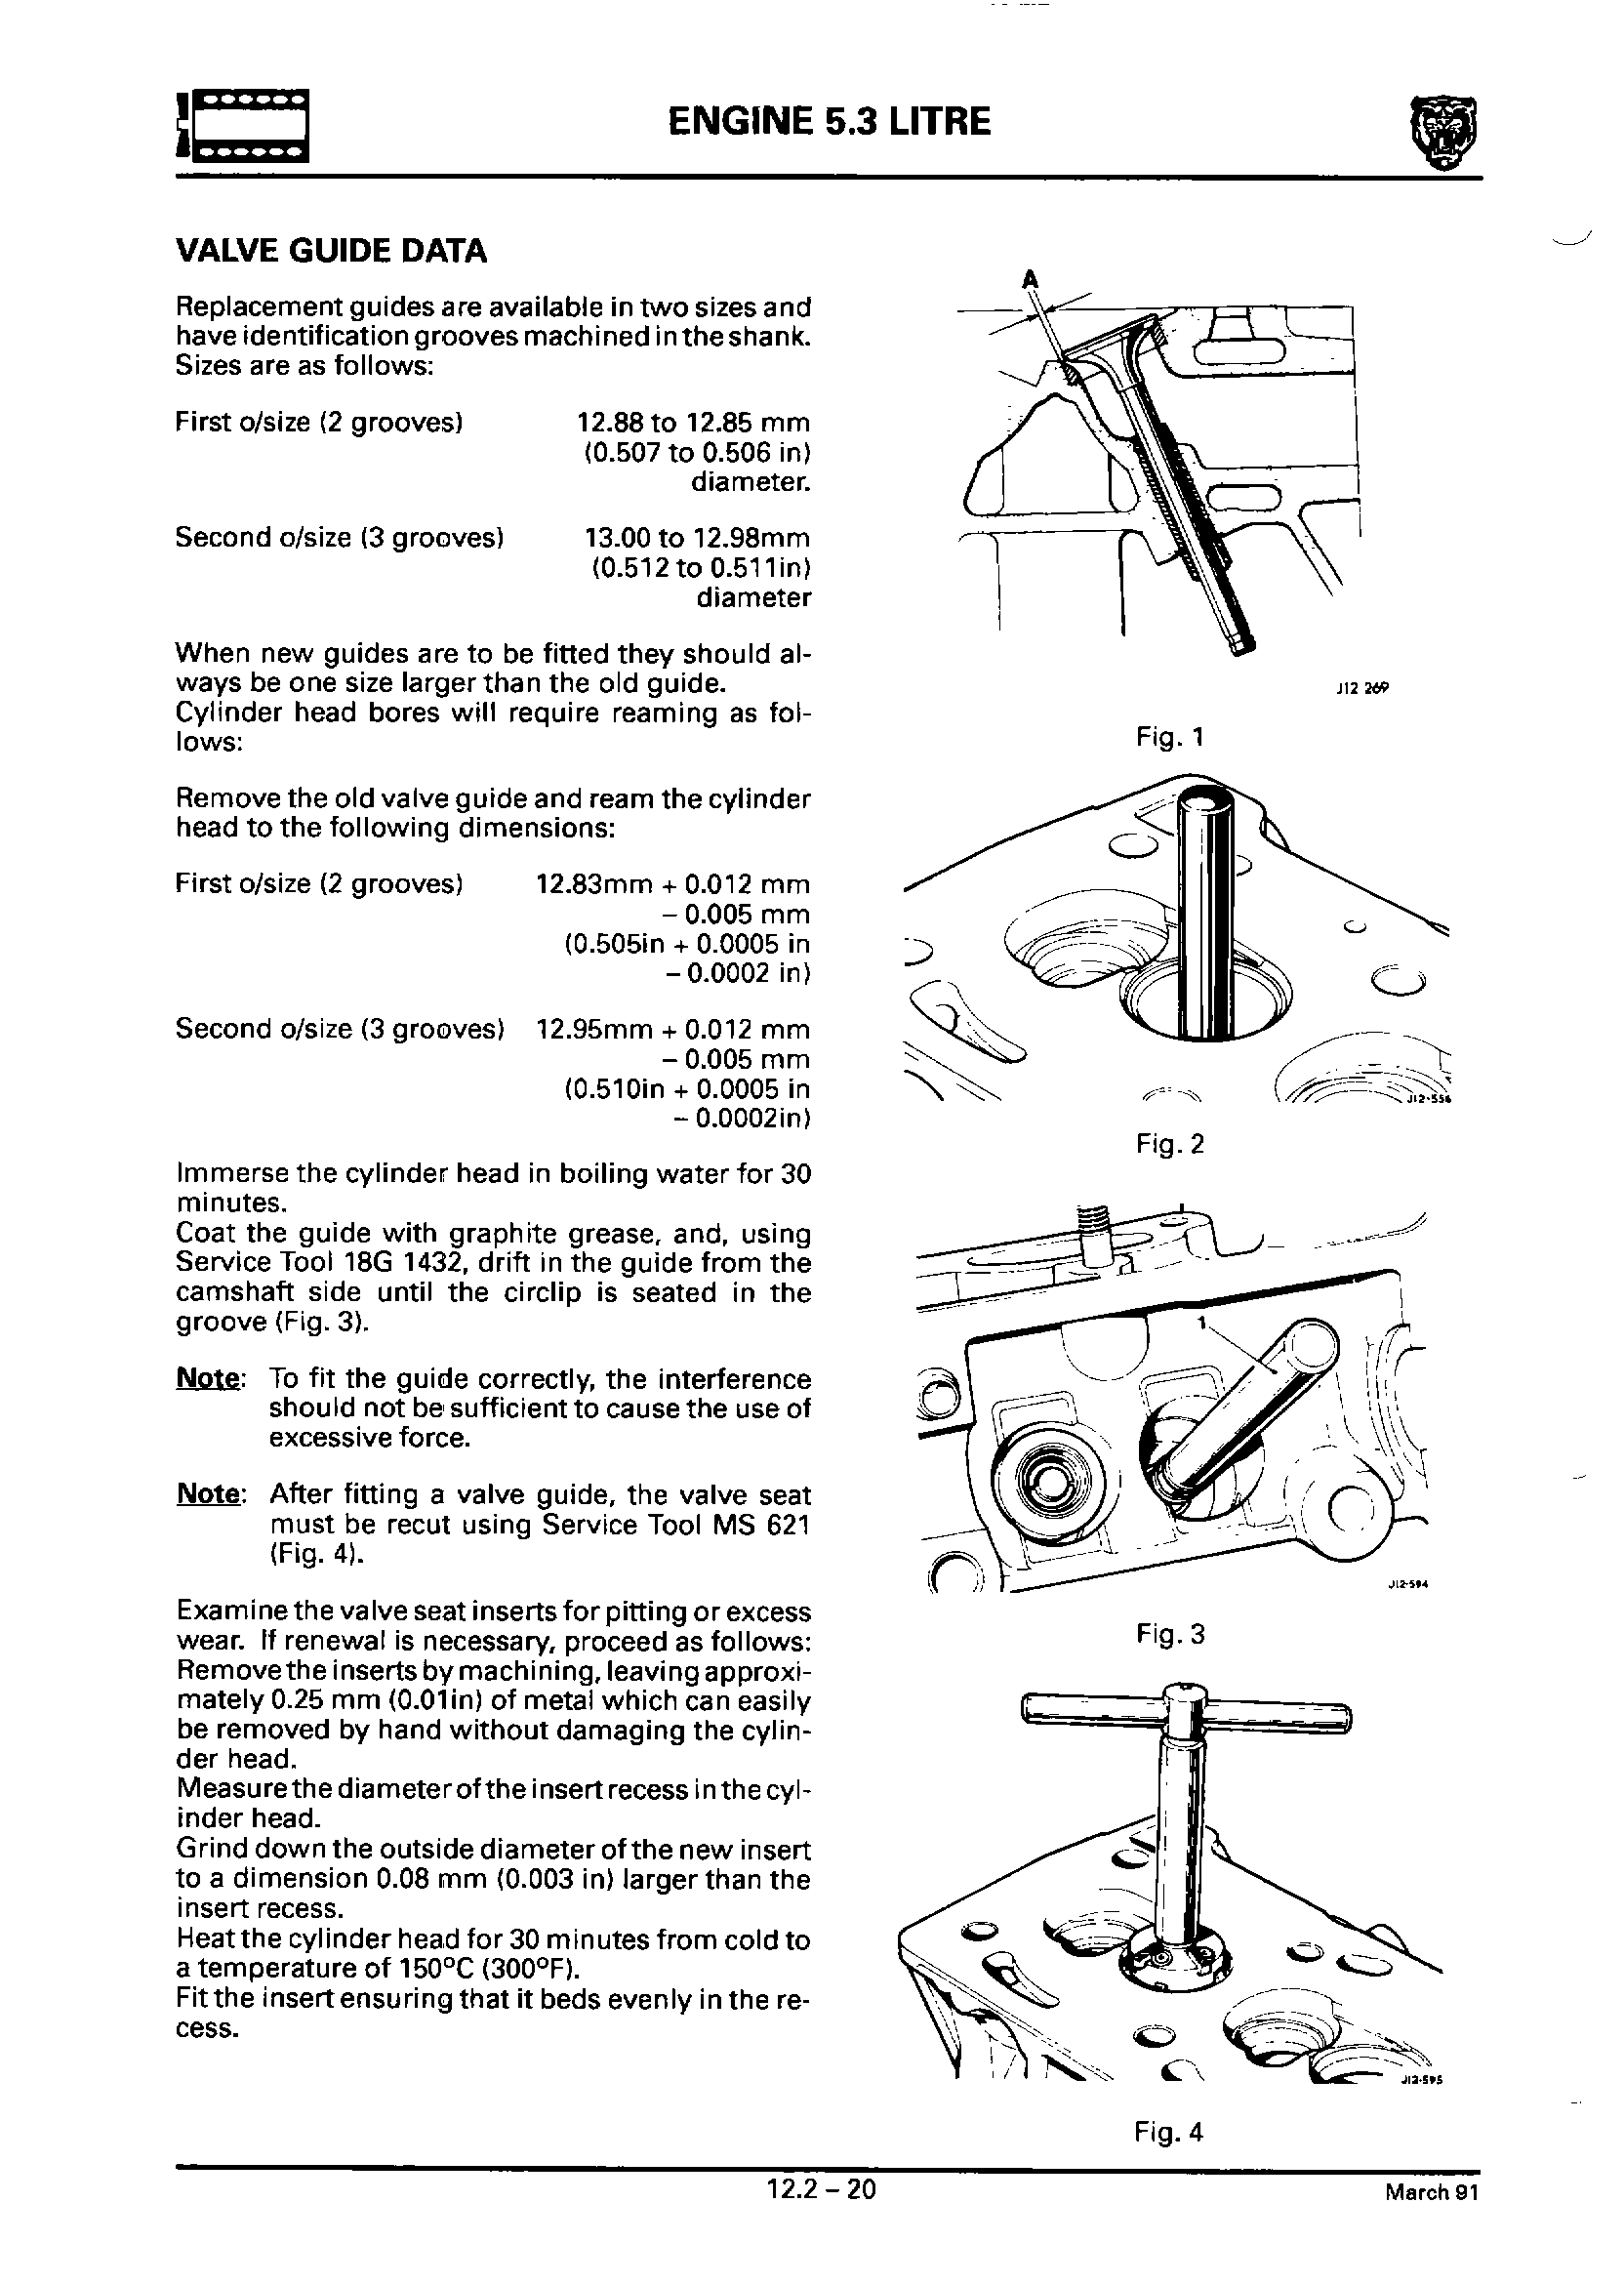 ENGINE 5.3 LITRE
VALVE GUIDE DATA
Replacement guides are available in two sizes and
have identification grooves machined in the shank.
Sizes are as follows:
First o/size (2 grooves) 12.88 to 12.85 mm
(0.507 to 0.506 in)
diameter.
Second o/size (3 grooves) 13.00 to 12.98mm
(0.512 to 0.511in)
diameter
When new guides are to be fitted they should al-
ways be one size larger than the old guide.
Cylinder head bores will require reaming as fol-
lows:
Remove the old valve guide and ream the cylinder
head to the following dimensions:
First o/size (2 grooves) 12.83mm + 0.012 mm
– 0.005 mm
(0.505in + 0.0005 in
– 0.0002 in)
Second o/size (3 grooves) 12.95mm + 0.012 mm
– 0.005 mm
(0.510in + 0.0005 in
– 0.0002in)
Immerse the cylinder head in boiling water for 30
minutes.
Coat the guide with graphite grease, and, using
Service Tool 18G 1432, drift in the guide from the
camshaft side until the circlip is seated in the
groove (Fig. 3).
Note: To fit the guide correctly, the interference
should not be sufficient to cause the use of
excessive force.
Note: After fitting a valve guide, the valve seat
must be recut using Service Tool MS 621
(Fig. 4).
Examine the valve seat inserts for pitting or excess
wear. If renewal is necessary, proceed as follows:
Remove the inserts by machining, leaving approxi-
mately 0.25 mm (0.01in) of metal which can easily
be removed by hand without damaging the cylin-
der head.
Measure the diameter of the insert recess in the cyl-
inder head.
Grind down the outside diameter of the new insert
to a dimension 0.08 mm (0.003 in) larger than the
insert recess.
Heat the cylinder head for 30 minutes from cold to
a temperature of 150°C (300°F).
Fit the insert ensuring that it beds evenly in the re-
cess.
A
J12 269
Fig. 1
J12-556
Fig. 2
1
J12-594
Fig. 3
J12-595
Fig. 4
12.2 – 20
March 91